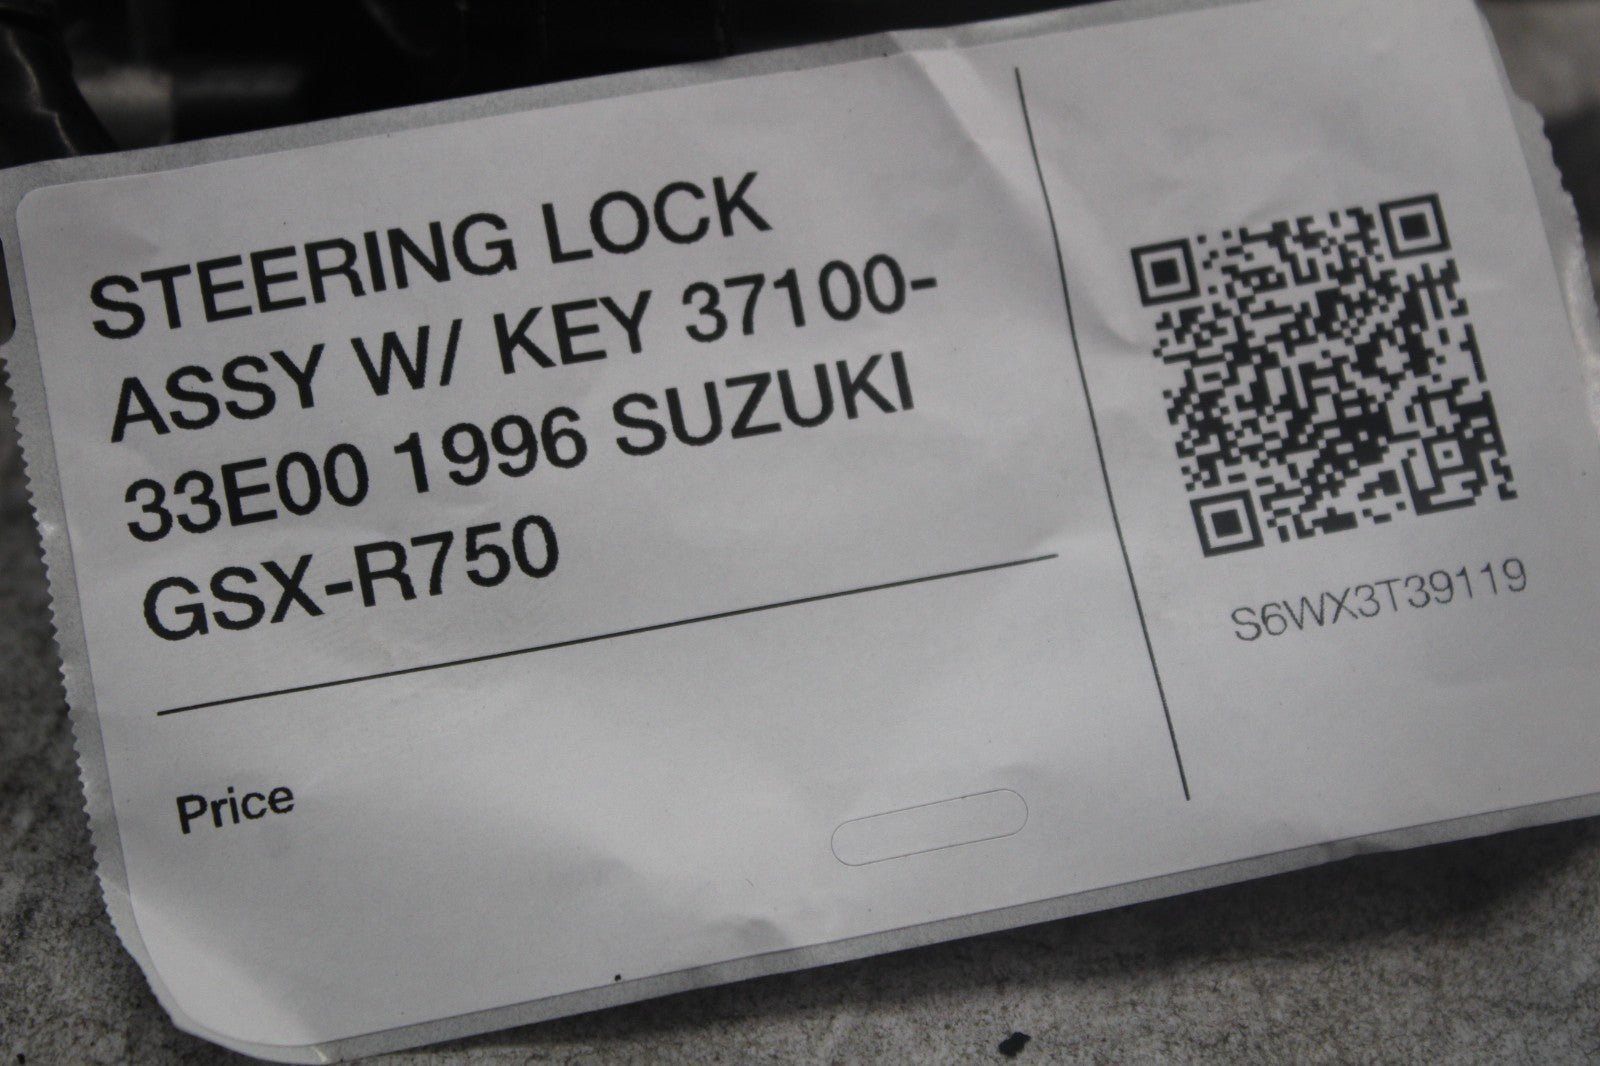 STEERING LOCK
ASSY W/ KEY 37100-
33E00 1996 SUZUKI
GSX-R750
Price
S6WX3T39119